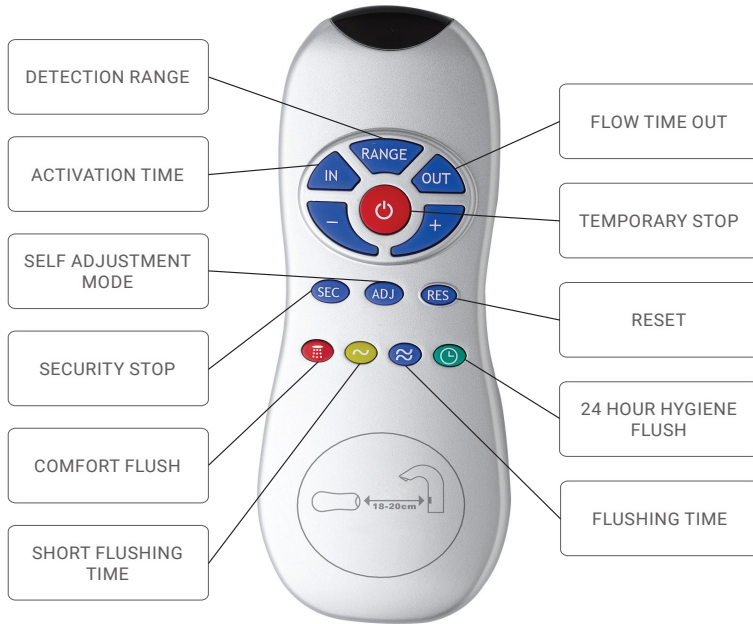 DETECTION RANGE
ACTIVATION TIME
SELF ADJUSTMENT
MODE
SECURITY STOP
COMFORT FLUSH
SHORT FLUSHING
TIME
RANGE
IN
OUT
−
+
SEC
ADJ
RES
18-20cm
FLOW TIME OUT
TEMPORARY STOP
RESET
24 HOUR HYGIENE
FLUSH
FLUSHING TIME